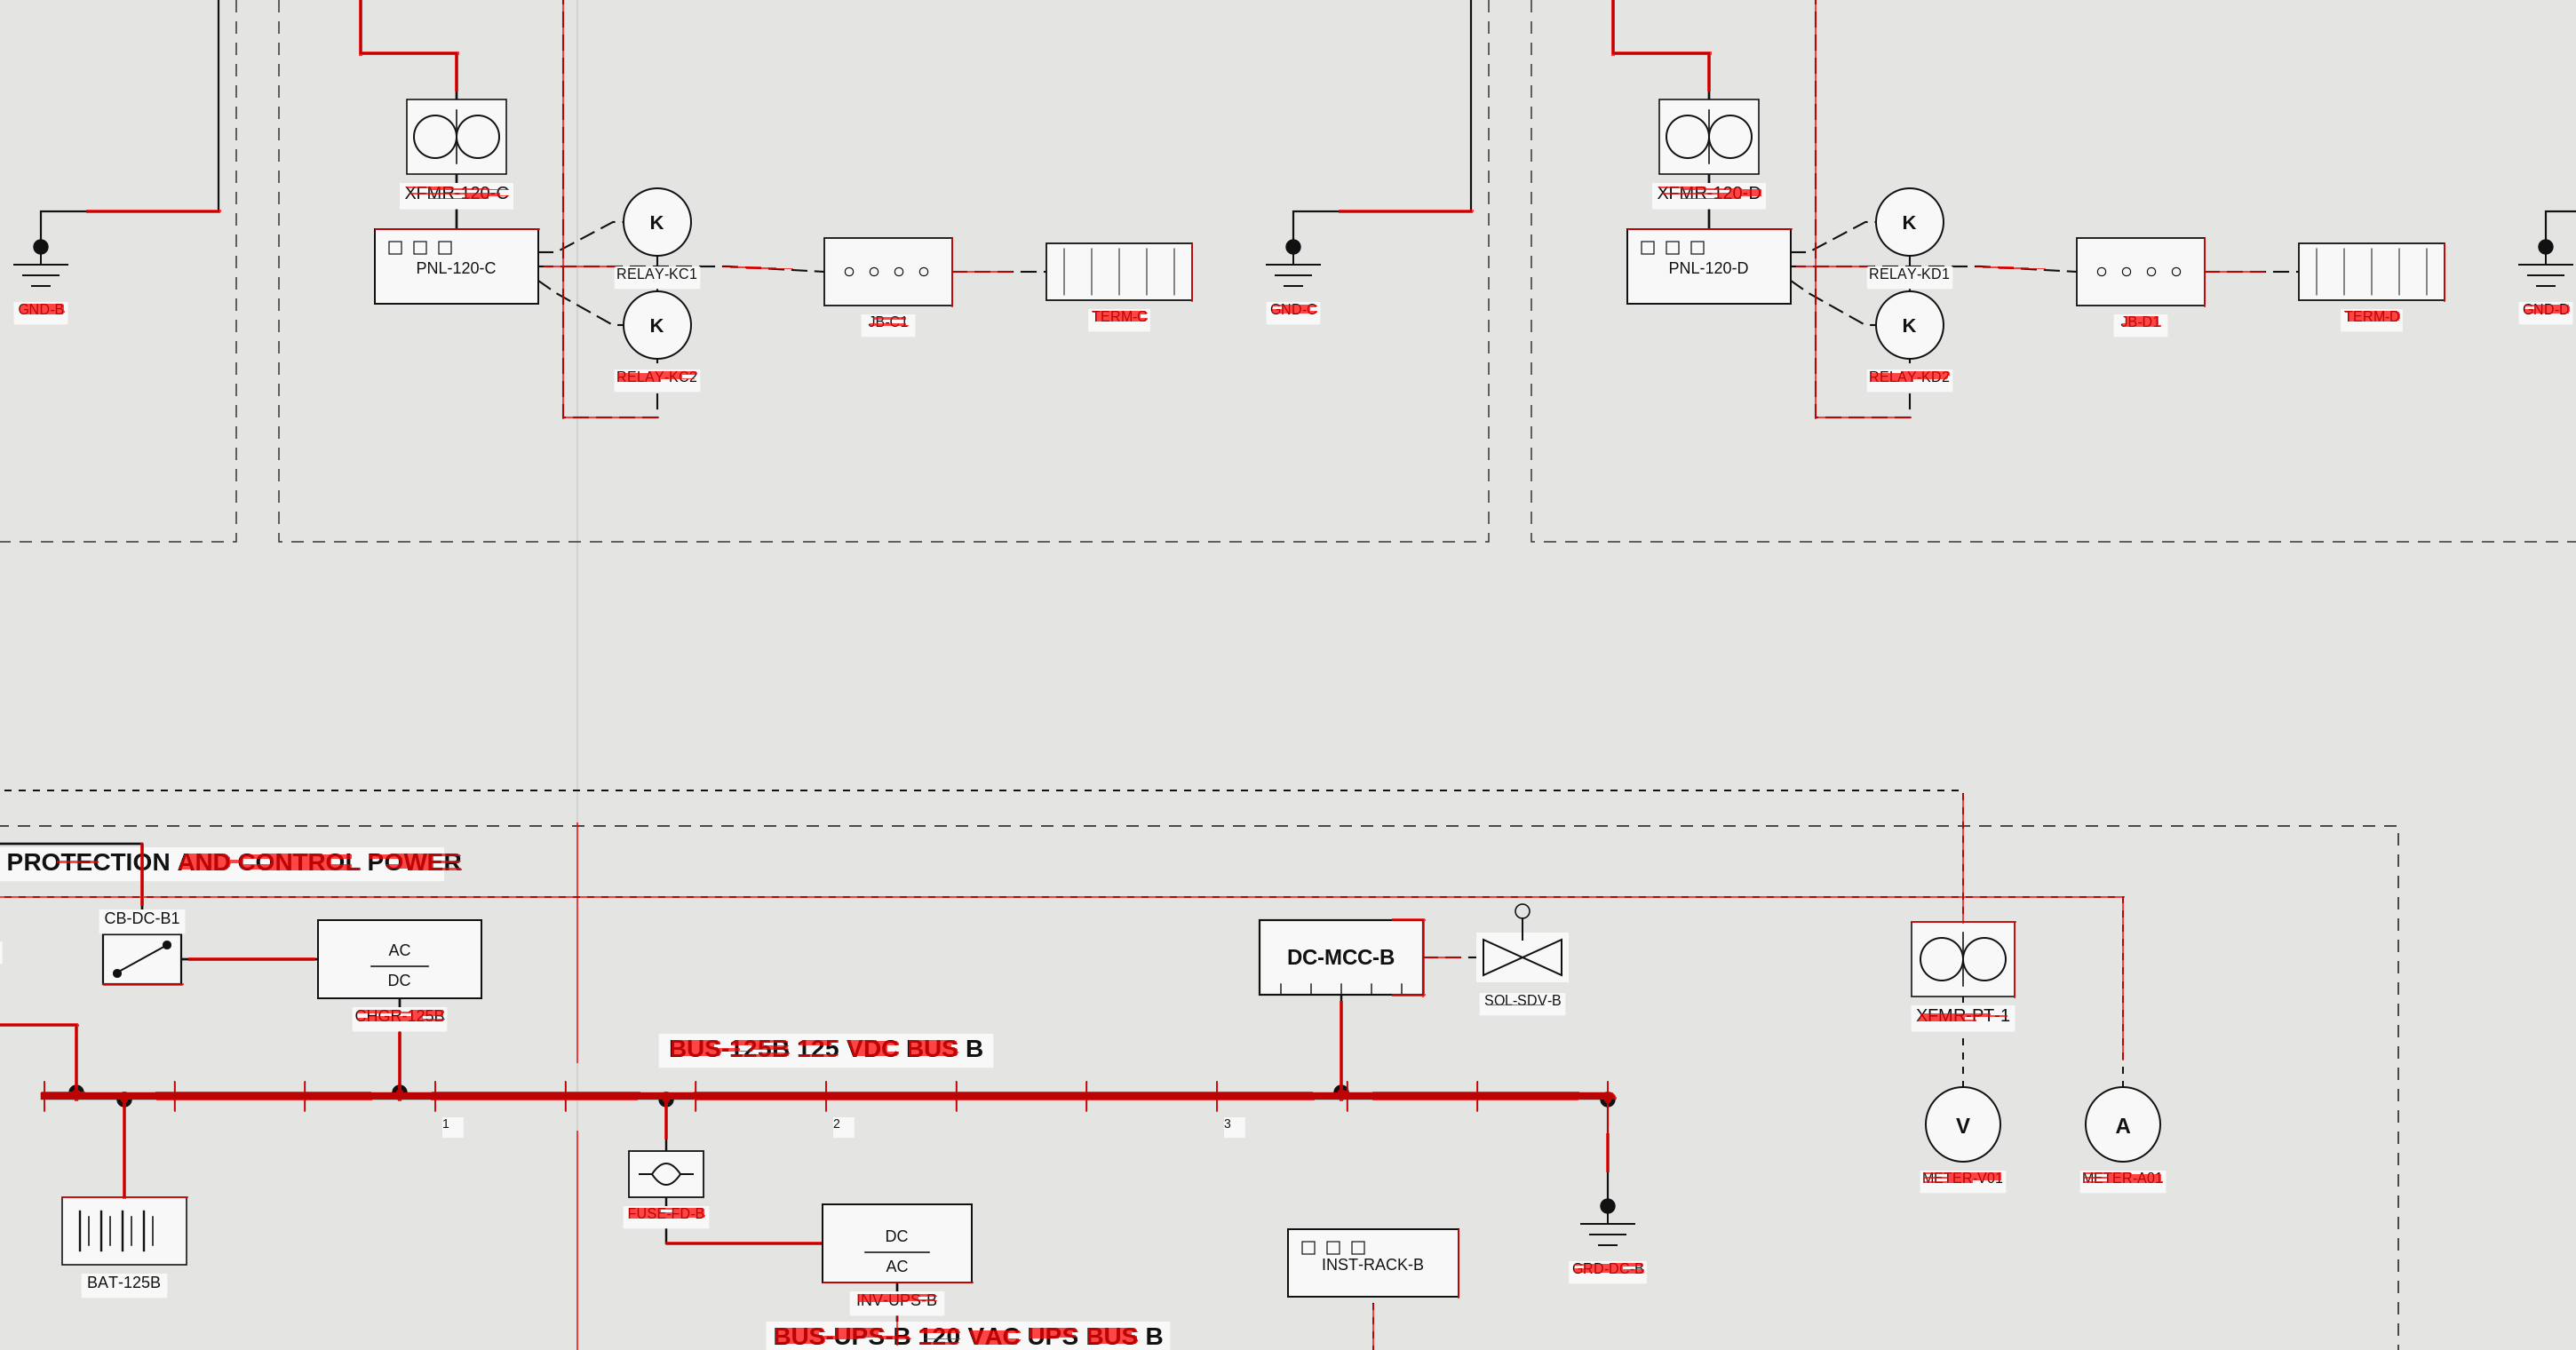 XFMR-120-C
XFMR-120-D
K
K
PNL-120-C
RELAY-KC1
PNL-120-D
RELAY-KD1
GND-B
JB-C1
TERM-C
GND-C
K
K
JB-D1
TERM-D
GND-D
RELAY-KC2
RELAY-KD2
PROTECTION AND CONTROL POWER
CB-DC-B1
AC
DC
DC-MCC-B
CHGR-125B
SOL-SDV-B
XFMR-PT-1
BUS-125B 125 VDC BUS B
1
2
3
V
A
METER-V01
METER-A01
FUSE-FD-B
DC
AC
INST-RACK-B
GRD-DC-B
BAT-125B
INV-UPS-B
BUS-UPS-B 120 VAC UPS BUS B